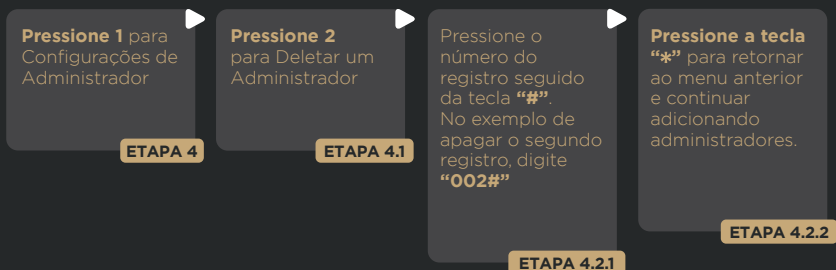 Pressione 1 para
Configurações de
Administrador
ETAPA 4
Pressione 2
para Deletar um
Administrador
ETAPA 4.1
Pressione o
número do
registro seguido
da tecla “#”.
No exemplo de
apagar o segundo
registro, digite
“002#”
ETAPA 4.2.1
Pressione a tecla
“*” para retornar
ao menu anterior
e continuar
adicionando
administradores.
ETAPA 4.2.2